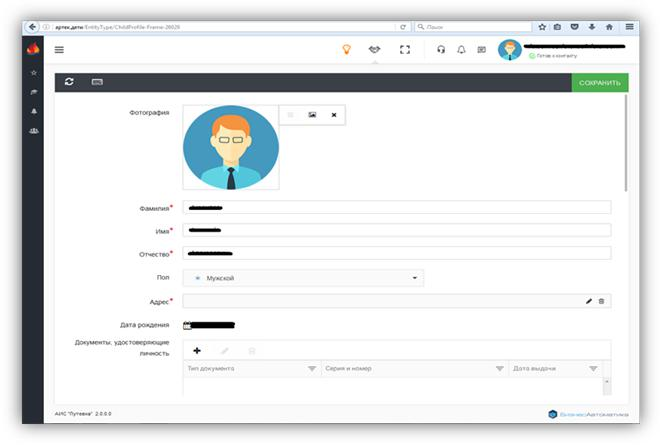 артек.дети/EntityType/ChildProfile-Frame-26026
Поиск
Готов к контакту
СОХРАНИТЬ
Фотография
Фамилия*
Имя*
Отчество*
Пол
Мужской
Адрес*
Дата рождения
Документы, удостоверяющие
личность
Тип документа Серия и номер Дата выдачи
АИС "Путевка" 2.0.0.0
БизнесАвтоматика